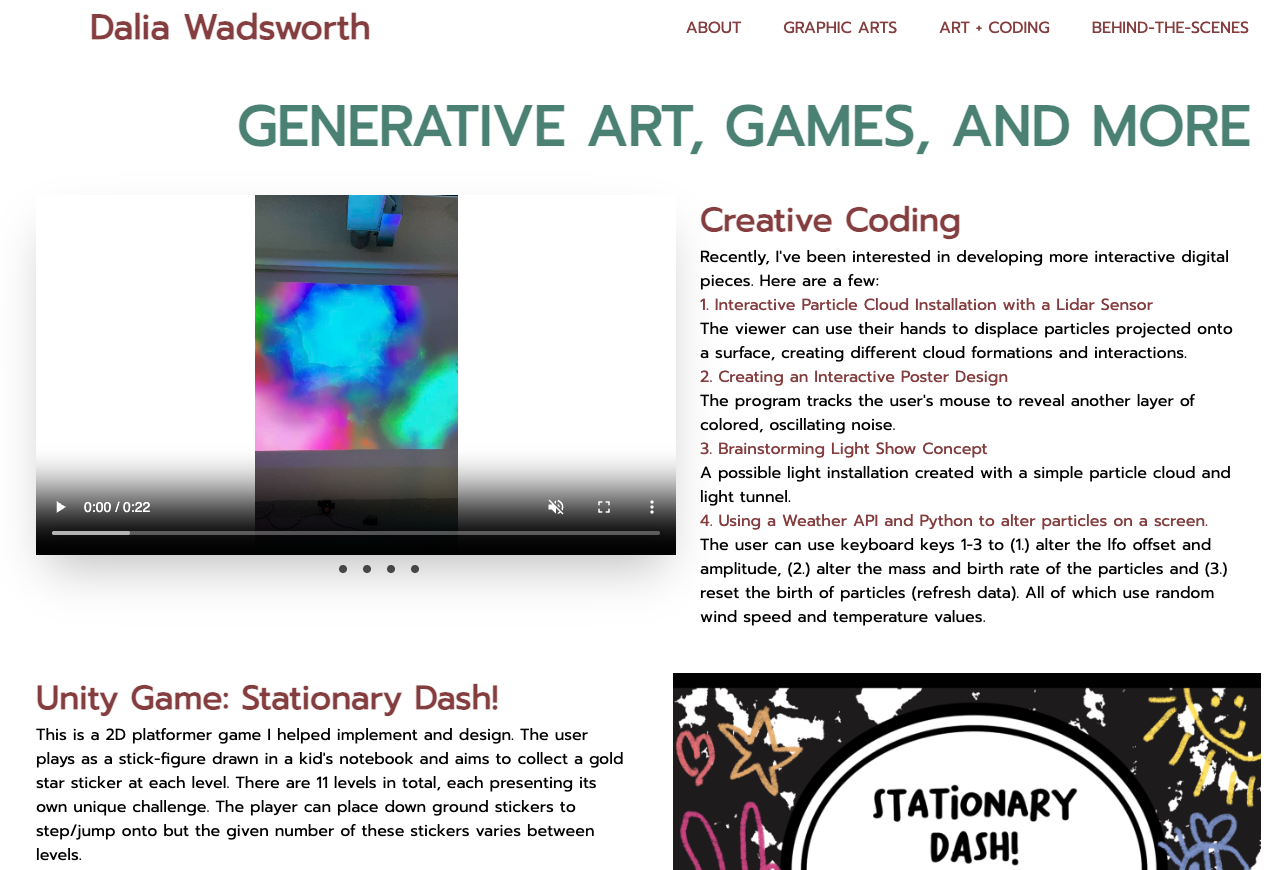 Dalia Wadsworth
ABOUT GRAPHIC ARTS ART + CODING BEHIND-THE-SCENES
GENERATIVE ART, GAMES, AND MORE
0:00 / 0:22
Creative Coding
Recently, I've been interested in developing more interactive digital
pieces. Here are a few:
1. Interactive Particle Cloud Installation with a Lidar Sensor
The viewer can use their hands to displace particles projected onto
a surface, creating different cloud formations and interactions.
2. Creating an Interactive Poster Design
The program tracks the user's mouse to reveal another layer of
colored, oscillating noise.
3. Brainstorming Light Show Concept
A possible light installation created with a simple particle cloud and
light tunnel.
4. Using a Weather API and Python to alter particles on a screen.
The user can use keyboard keys 1-3 to (1.) alter the lfo offset and
amplitude, (2.) alter the mass and birth rate of the particles and (3.)
reset the birth of particles (refresh data). All of which use random
wind speed and temperature values.
Unity Game: Stationary Dash!
This is a 2D platformer game I helped implement and design. The user
plays as a stick-figure drawn in a kid's notebook and aims to collect a gold
star sticker at each level. There are 11 levels in total, each presenting its
own unique challenge. The player can place down ground stickers to
step/jump onto but the given number of these stickers varies between
levels.
STATiONARY
DASH!